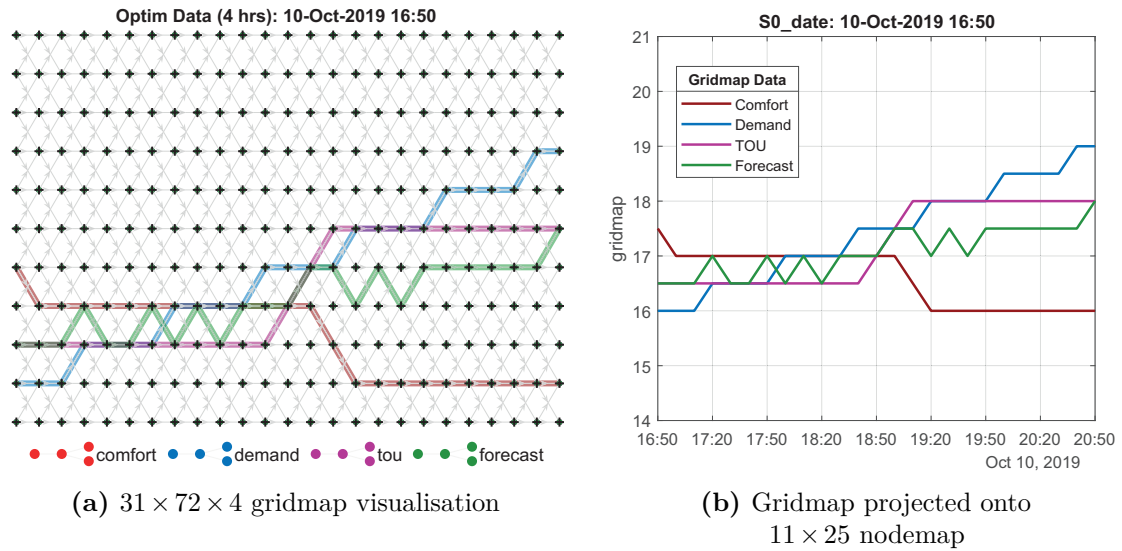 Optim Data (4 hrs): 10-Oct-2019 16:50
comfort demand tou forecast
(a) 31 × 72 × 4 gridmap visualisation
S0_date: 10-Oct-2019 16:50
21
20
19
18
17
16
15
14
gridmap
Gridmap Data
Comfort
Demand
TOU
Forecast
16:50 17:20 17:50 18:20 18:50 19:20 19:50 20:20 20:50
Oct 10, 2019
(b) Gridmap projected onto
11 × 25 nodemap